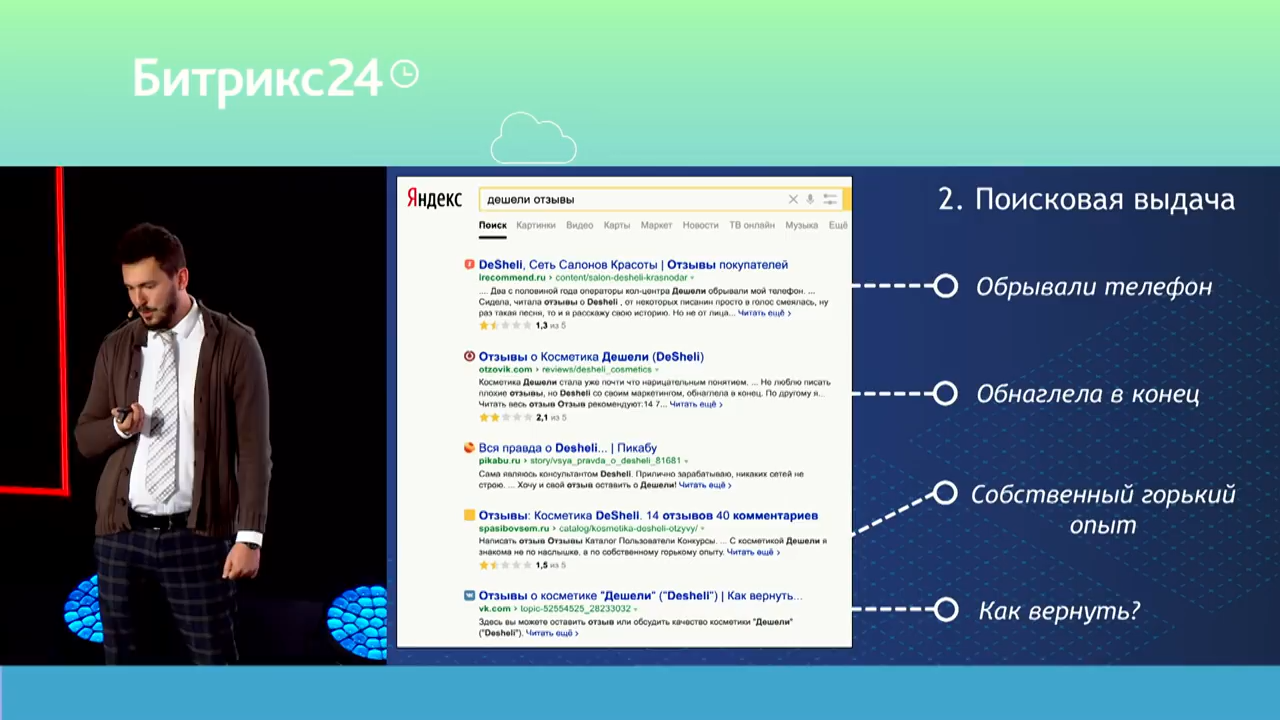 Битрикс24
Яндекс
дешели отзывы
Поиск Картинки Видео Карты Маркет Новости ТВ онлайн Музыка Ещё
DeSheli, Сеть Салонов Красоты | Отзывы покупателей
irecommend.ru › content/salon-desheli-krasnodar
.... Два с половиной года операторы кол-центра Дешели обрывали мой телефон. ...
Сидела, читала отзывы о Desheli , от некоторых писанин просто в голос смеялась, ну
раз такая песня, то и я расскажу свою историю. Но не от лица... Читать ещё ›
1,3 из 5
Отзывы о Косметика Дешели (DeSheli)
otzovik.com › reviews/desheli_cosmetics
Косметика Дешели стала уже почти что нарицательным понятием. ... Не люблю писать
плохие отзывы, но Desheli со своим маркетингом, обнаглела в конец. По другому я...
Читать весь отзыв Отзыв рекомендуют:14 7... Читать ещё ›
2,1 из 5
Вся правда о Desheli... | Пикабу
pikabu.ru › story/vsya_pravda_o_desheli_81681
Сама являюсь консультантом Desheli. Прилично зарабатываю, никаких сетей не
строю. ... Хочу и свой отзыв оставить о Дешели! Читать ещё ›
Отзывы: Косметика DeSheli. 14 отзывов 40 комментариев
spasibovsem.ru › catalog/kosmetika-desheli-otzyvy/
Написать отзыв Отзывы Каталог Пользователи Конкурсы. ... С косметикой Дешели я
знакома не по наслышке, а по собственному горькому опыту. Читать ещё ›
1,5 из 5
Отзывы о косметике "Дешели" ("Desheli") | Как вернуть...
vk.com › topic-52554525_28233032
Здесь вы можете оставить отзыв или обсудить качество косметики "Дешели"
("Desheli"). Читать ещё ›
2. Поисковая выдача
Обрывали телефон
Обнаглела в конец
Собственный горький
опыт
Как вернуть?